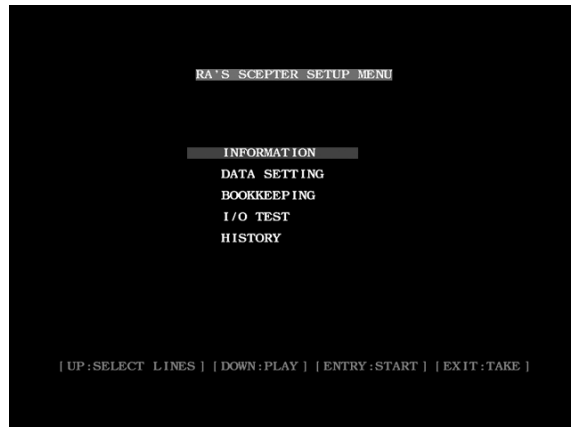 RA'S SCEPTER SETUP MENU
INFORMATION
DATA SETTING
BOOKKEEPING
I/O TEST
HISTORY
[UP:SELECT LINES] [DOWN:PLAY] [ENTRY:START] [EXIT:TAKE]